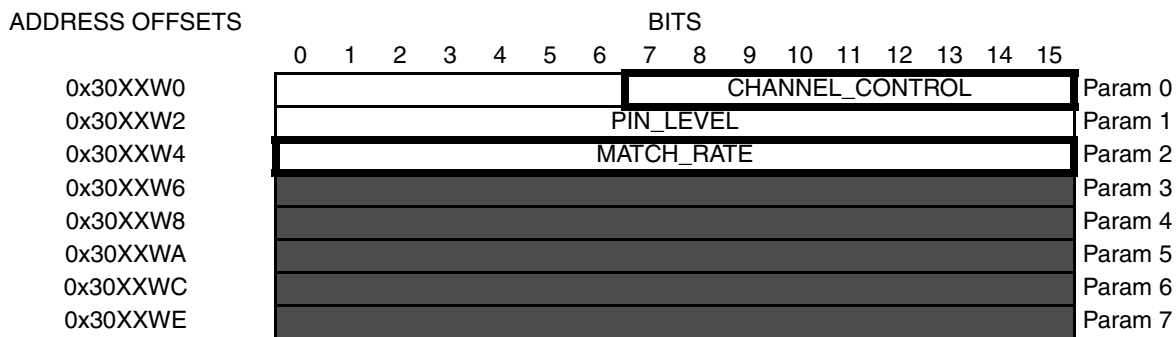 ADDRESS OFFSETS BITS
0 1 2 3 4 5 6 7 8 9 10 11 12 13 14 15
0x30XXW0 CHANNEL_CONTROL Param 0
0x30XXW2 PIN_LEVEL Param 1
0x30XXW4 MATCH_RATE Param 2
0x30XXW6 Param 3
0x30XXW8 Param 4
0x30XXWA Param 5
0x30XXWC Param 6
0x30XXWE Param 7